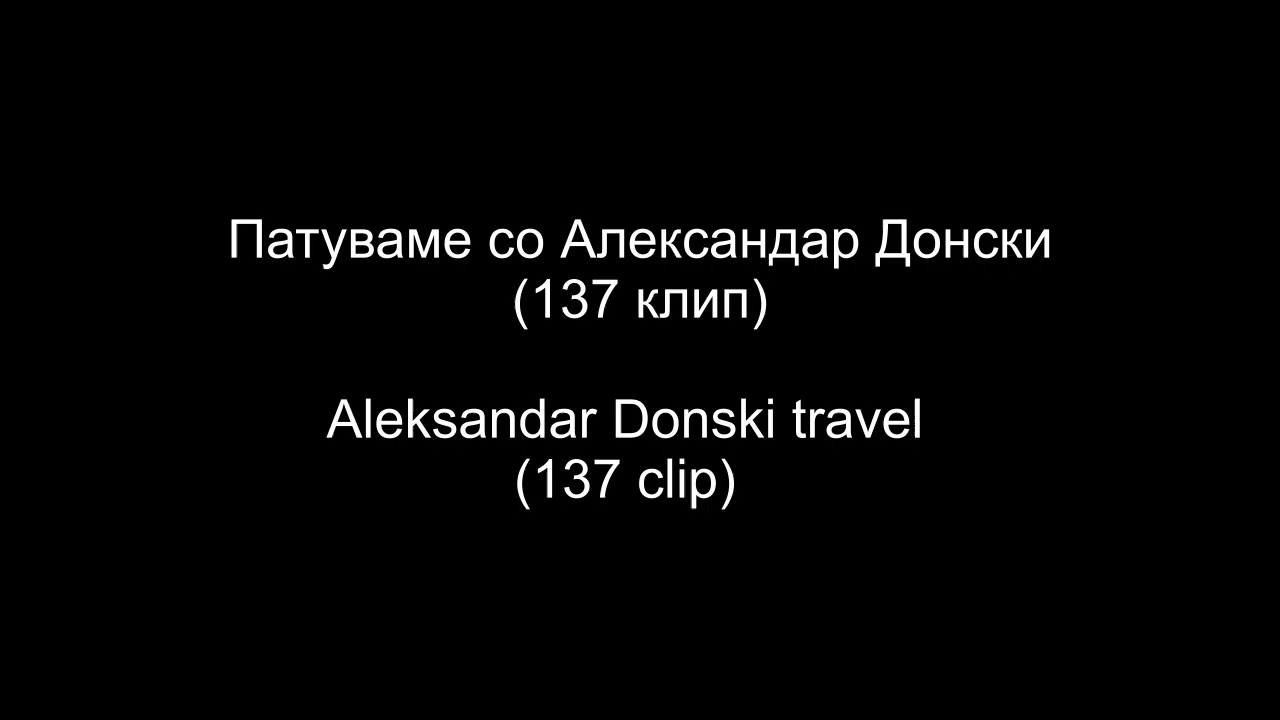 Патуваме со Александар Донски
(137 клип)
Aleksandar Donski travel
(137 clip)